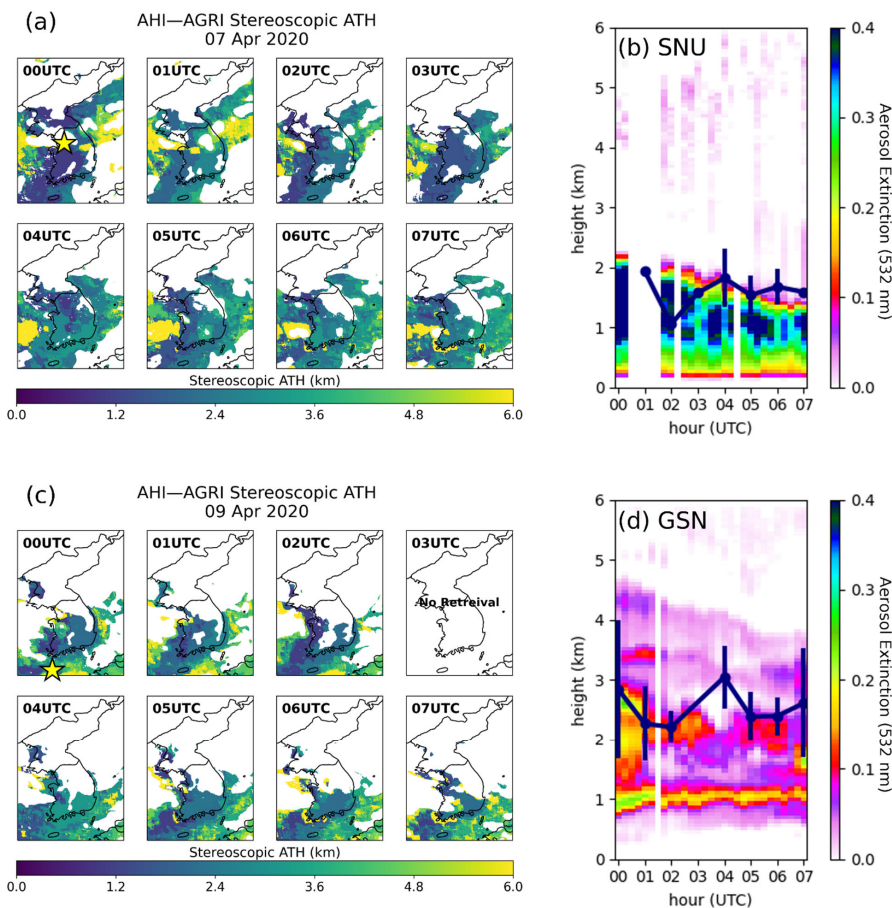 (a)
AHI—AGRI Stereoscopic ATH
07 Apr 2020
00UTC
01UTC
02UTC
03UTC
04UTC
05UTC
06UTC
07UTC
Stereoscopic ATH (km)
0.0 1.2 2.4 3.6 4.8 6.0
(b) SNU
height (km)
6
5
4
3
2
1
0
00 01 02 03 04 05 06 07
hour (UTC)
0.4
0.3
0.2
0.1
0.0
Aerosol Extinction (532 nm)
(c)
AHI—AGRI Stereoscopic ATH
09 Apr 2020
00UTC
01UTC
02UTC
03UTC
No Retreival
04UTC
05UTC
06UTC
07UTC
Stereoscopic ATH (km)
0.0 1.2 2.4 3.6 4.8 6.0
(d) GSN
height (km)
6
5
4
3
2
1
0
00 01 02 03 04 05 06 07
hour (UTC)
0.4
0.3
0.2
0.1
0.0
Aerosol Extinction (532 nm)